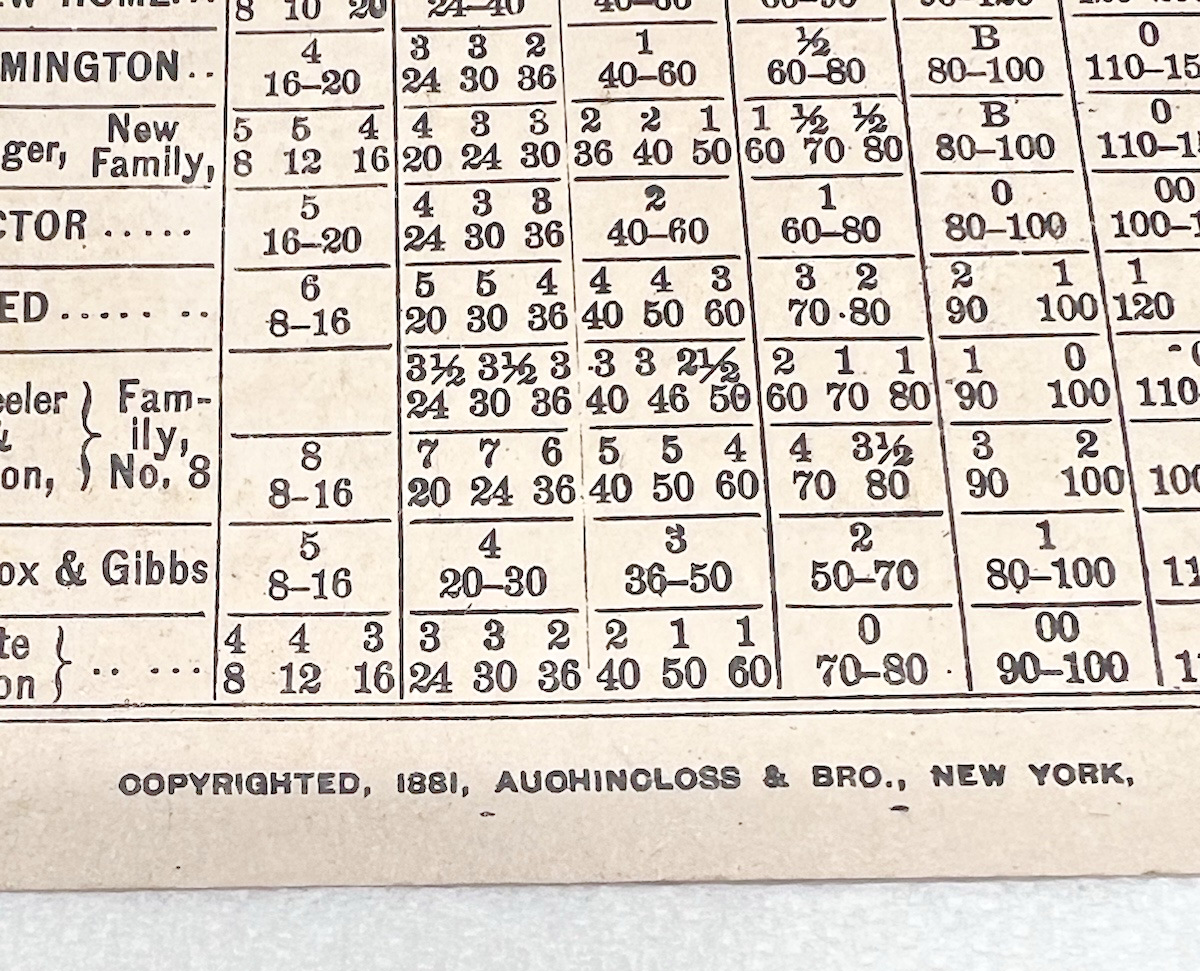 8 10 20 24–40
4 3 3 2 1 ½ B 0
MINGTON.. 16–20 24 30 36 40–60 60–80 80–100 110–15
New 5 5 4 4 3 3 2 2 1 1 ½ ½ B 0
ger, Family, 8 12 16 20 24 30 36 40 50 60 70 80 80–100 110–1
5 4 3 3 2 1 0 00
CTOR ..... 16–20 24 30 36 40–60 60–80 80–100 100–1
6 5 5 4 4 4 3 3 2 2 1 1
ED ..... .. 8–16 20 30 36 40 50 60 70 80 90 100 120
3½ 3½ 3 3 3 2½ 2 1 1 1 0
eeler } Fam- 24 30 36 40 46 50 60 70 80 90 100 110
& ily, 8 7 7 6 5 5 4 4 3½ 3 2
on, No. 8 8–16 20 24 36 40 50 60 70 80 90 100 100
5 4 3 2 1
ox & Gibbs 8–16 20–30 36–50 50–70 80–100 11
te 4 4 3 3 3 2 2 1 1 0 00
on } .. ... 8 12 16 24 30 36 40 50 60 70–80 90–100 1
COPYRIGHTED, 1881, AUCHINCLOSS & BRO., NEW YORK,